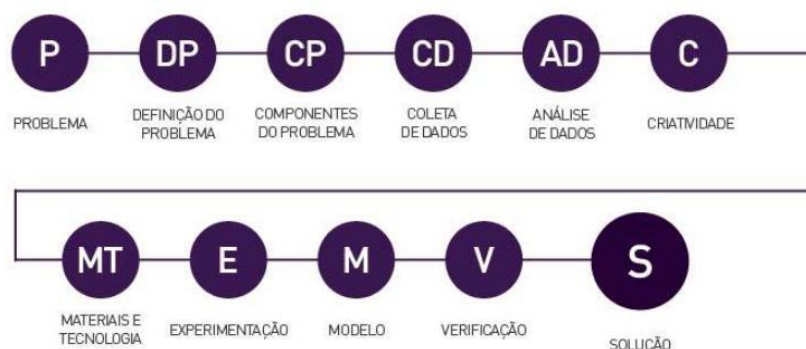 P DP CP CD AD C
PROBLEMA
DEFINIÇÃO DO
PROBLEMA
COMPONENTES
DO PROBLEMA
COLETA
DE DADOS
ANÁLISE
DE DADOS
CRIATIVIDADE
MT E M V S
MATERIAIS E
TECNOLOGIA
EXPERIMENTAÇÃO
MODELO
VERIFICAÇÃO
SOLUÇÃO